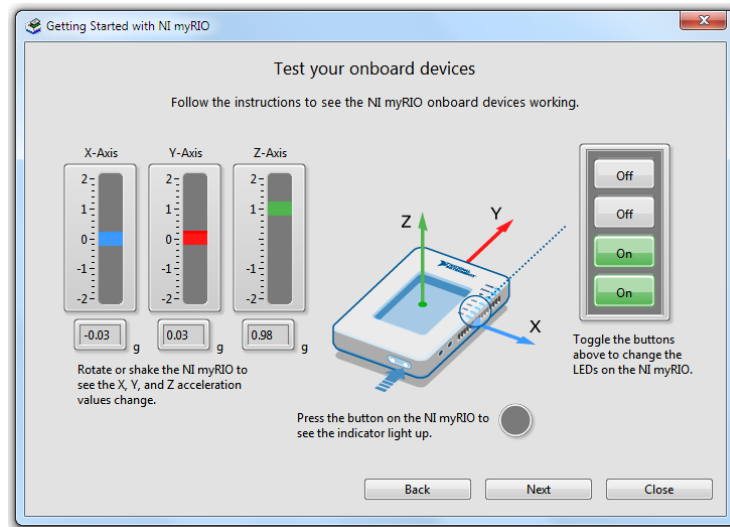 Getting Started with NI myRIO
Test your onboard devices
Follow the instructions to see the NI myRIO onboard devices working.
X-Axis
Y-Axis
Z-Axis
2
1
0
-1
-2
2
1
0
-1
-2
2
1
0
-1
-2
-0.03 g
0.03 g
0.98 g
Rotate or shake the NI myRIO to
see the X, Y, and Z acceleration
values change.
Z
Y
X
NATIONAL
INSTRUMENTS
Press the button on the NI myRIO to
see the indicator light up.
Off
Off
On
On
Toggle the buttons
above to change the
LEDs on the NI myRIO.
Back
Next
Close